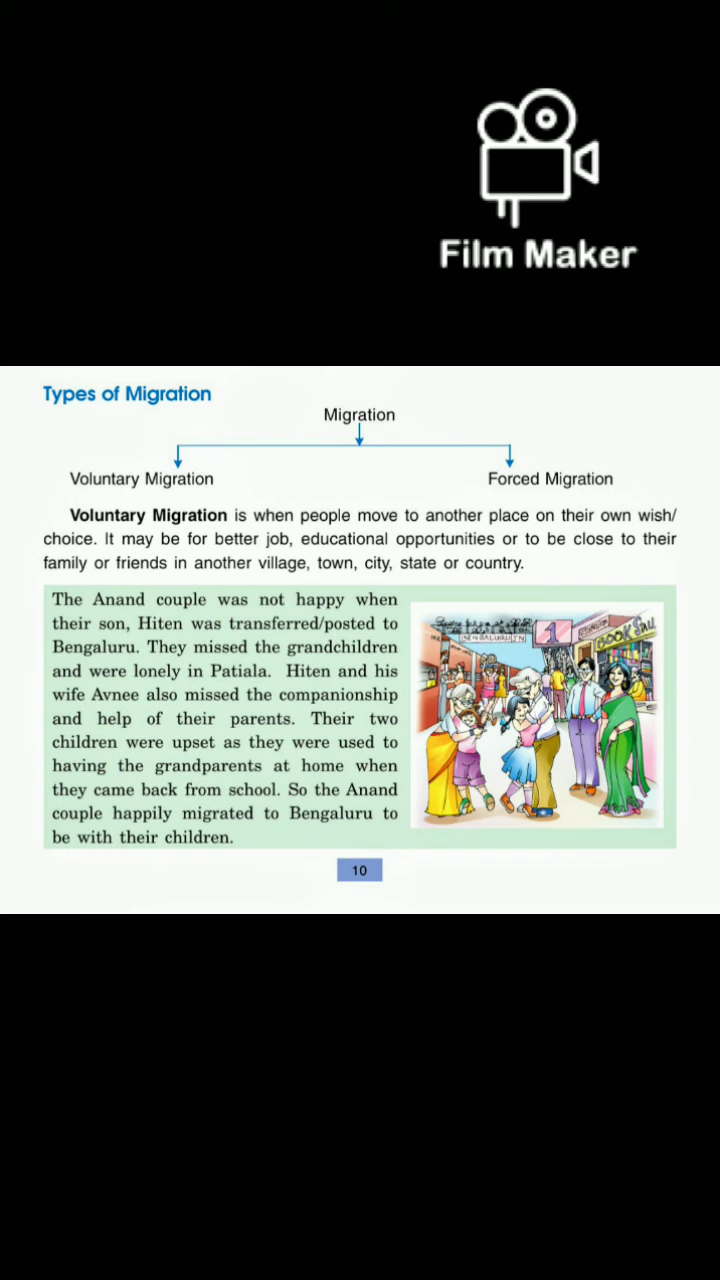 Film Maker
Types of Migration
Migration
Voluntary Migration
Forced Migration
Voluntary Migration is when people move to another place on their own wish/
choice. It may be for better job, educational opportunities or to be close to their
family or friends in another village, town, city, state or country.
The Anand couple was not happy when
their son, Hiten was transferred/posted to
Bengaluru. They missed the grandchildren
and were lonely in Patiala. Hiten and his
wife Avnee also missed the companionship
and help of their parents. Their two
children were upset as they were used to
having the grandparents at home when
they came back from school. So the Anand
couple happily migrated to Bengaluru to
be with their children.
1
10